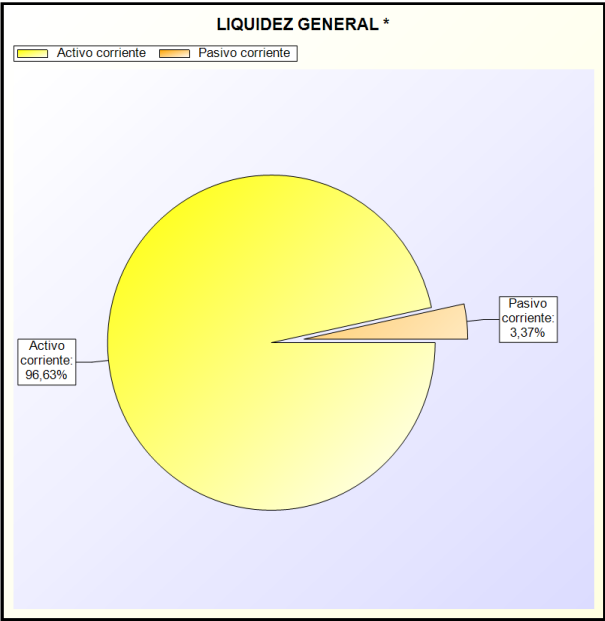 LIQUIDEZ GENERAL *
Activo corriente
Pasivo corriente
Pasivo
corriente:
3,37%
Activo
corriente:
96,63%